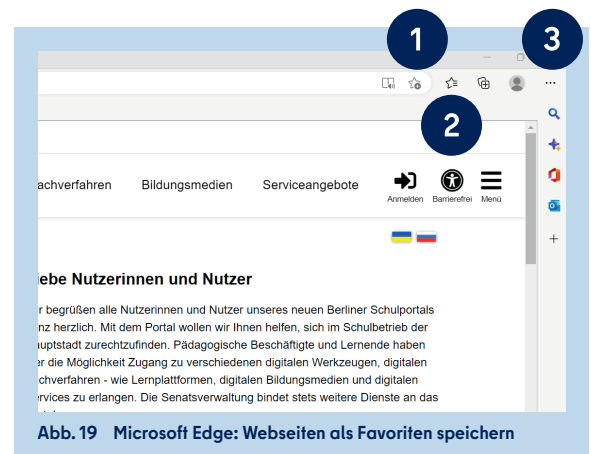 1
3
2
achverfahren Bildungsmedien Serviceangebote
Anmelden Barrierefrei Menü
iebe Nutzerinnen und Nutzer
r begrüßen alle Nutzerinnen und Nutzer unseres neuen Berliner Schulportals
nz herzlich. Mit dem Portal wollen wir Ihnen helfen, sich im Schulbetrieb der
uptstadt zurechtzufinden. Pädagogische Beschäftigte und Lernende haben
er die Möglichkeit Zugang zu verschiedenen digitalen Werkzeugen, digitalen
chverfahren - wie Lernplattformen, digitalen Bildungsmedien und digitalen
rvices zu erlangen. Die Senatsverwaltung bindet stets weitere Dienste an das
Abb. 19 Microsoft Edge: Webseiten als Favoriten speichern